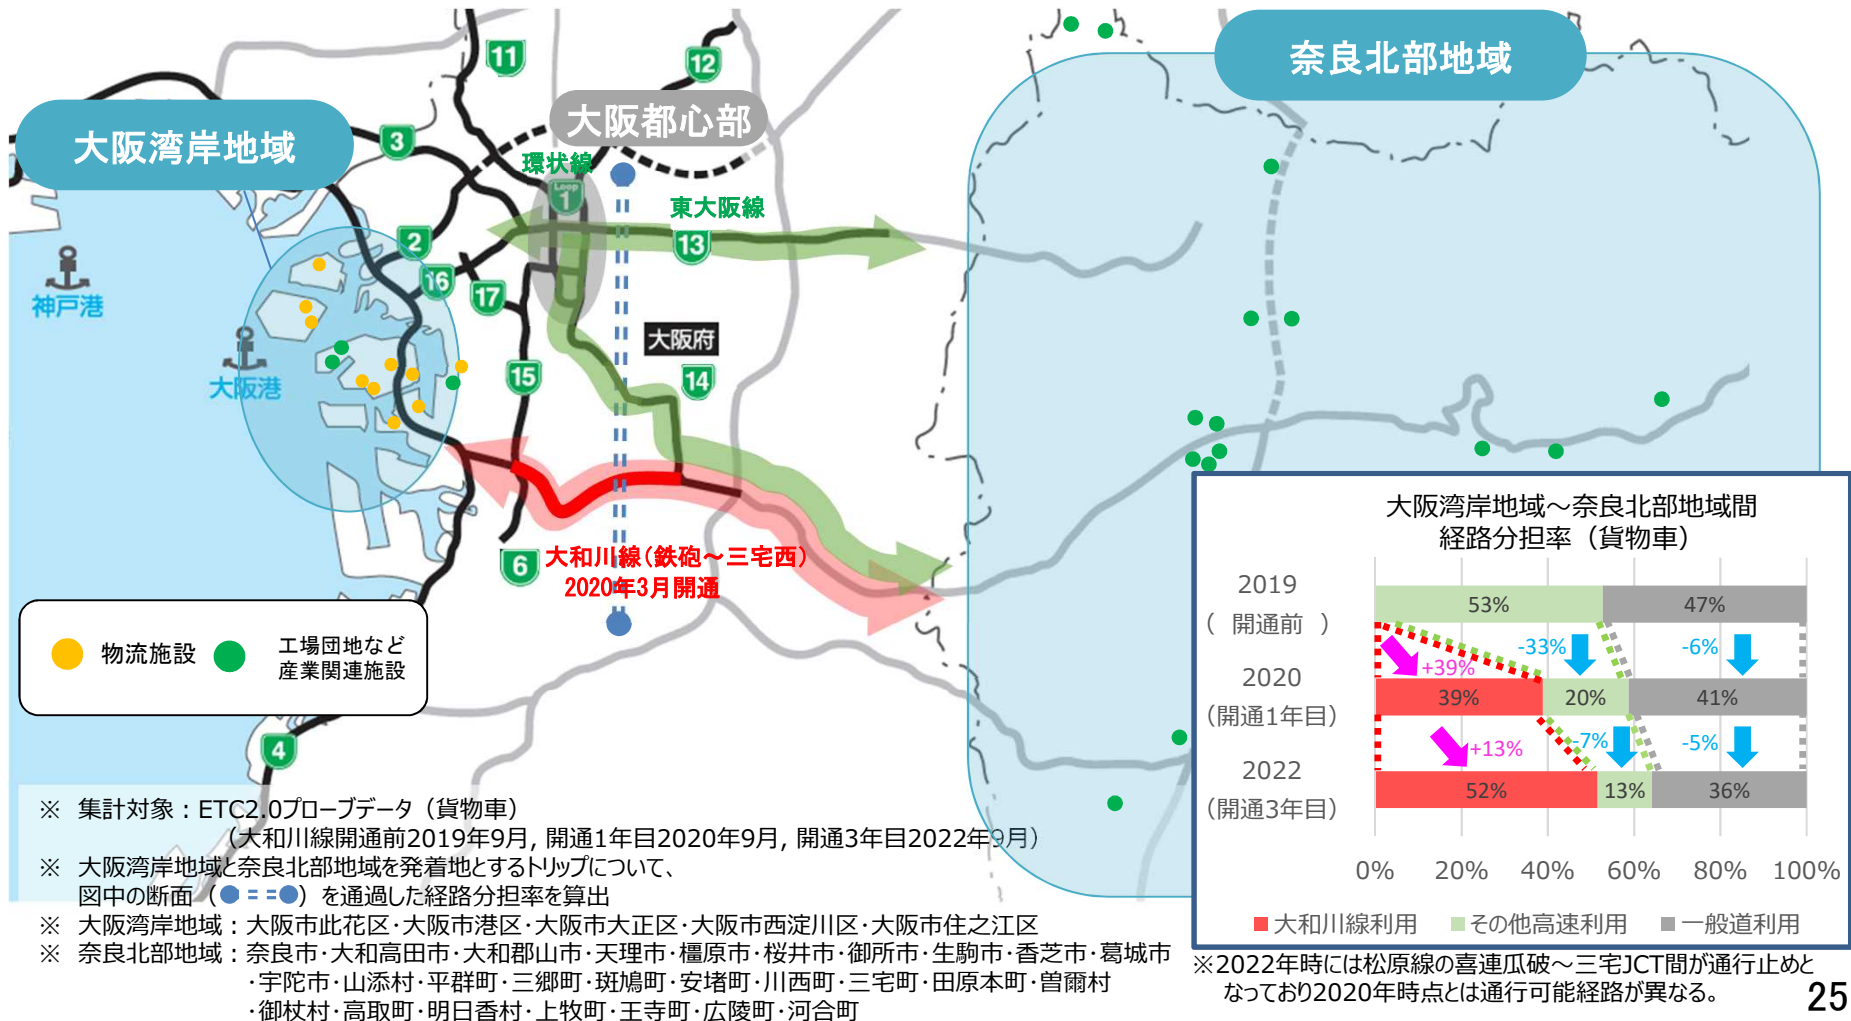 奈良北部地域
大阪湾岸地域
大阪都心部
11
12
3
環状線
Loop
1
東大阪線
2
13
16
17
神戸港
大阪港
大阪府
15
14
6
大和川線（鉄砲～三宅西）
2020年3月開通
物流施設
工場団地など
産業関連施設
4
大阪湾岸地域～奈良北部地域間
経路分担率（貨物車）
2019
（ 開通前 ）
53%
47%
+39%
-33%
-6%
2020
（開通1年目）
39%
20%
41%
+13%
-7%
-5%
2022
（開通3年目）
52%
13%
36%
0%
20%
40%
60%
80%
100%
大和川線利用
その他高速利用
一般道利用
※ 集計対象：ETC2.0プローブデータ（貨物車）
（大和川線開通前2019年9月, 開通1年目2020年9月, 開通3年目2022年9月）
※ 大阪湾岸地域と奈良北部地域を発着地とするトリップについて、
図中の断面（ ）を通過した経路分担率を算出
※ 大阪湾岸地域：大阪市此花区･大阪市港区･大阪市大正区･大阪市西淀川区･大阪市住之江区
※ 奈良北部地域：奈良市･大和高田市･大和郡山市･天理市･橿原市･桜井市･御所市･生駒市･香芝市･葛城市
･宇陀市･山添村･平群町･三郷町･斑鳩町･安堵町･川西町･三宅町･田原本町･曽爾村
･御杖村･高取町･明日香村･上牧町･王寺町･広陵町･河合町
※2022年時には松原線の喜連瓜破～三宅JCT間が通行止めと
なっており2020年時点とは通行可能経路が異なる。
25